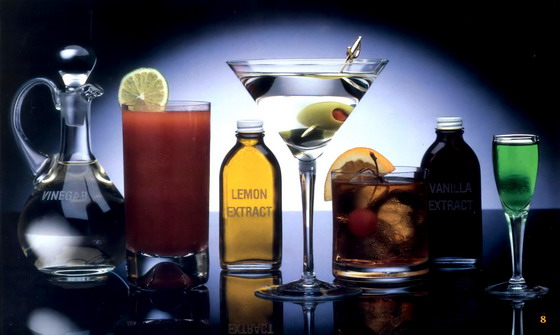 VINEGAR
LEMON
EXTRACT
VANILLA
EXTRACT
8